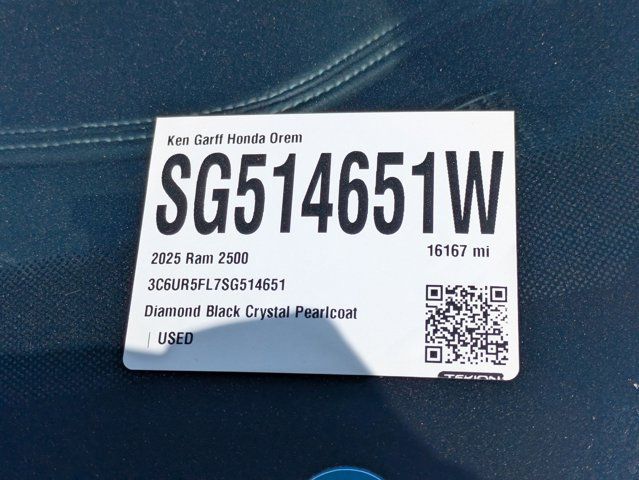 Ken Garff Honda Orem
SG514651W
16167 mi
2025 Ram 2500
3C6UR5FL7SG514651
Diamond Black Crystal Pearlcoat
| USED
TEKION